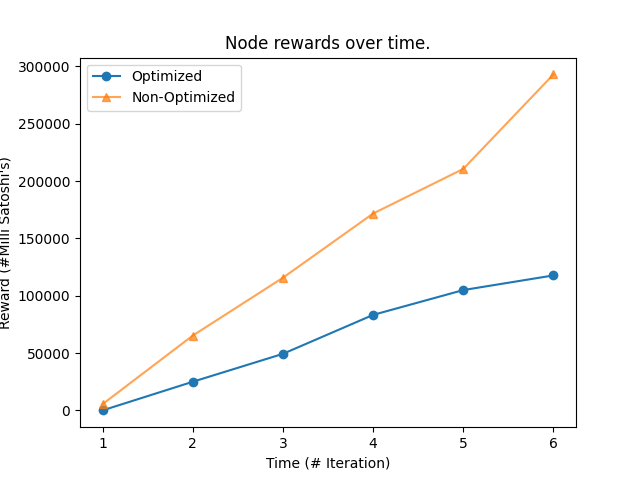 Node rewards over time.
Optimized
Non-Optimized
300000
250000
200000
150000
100000
50000
0
Reward (#Milli Satoshi's)
1 2 3 4 5 6
Time (# Iteration)